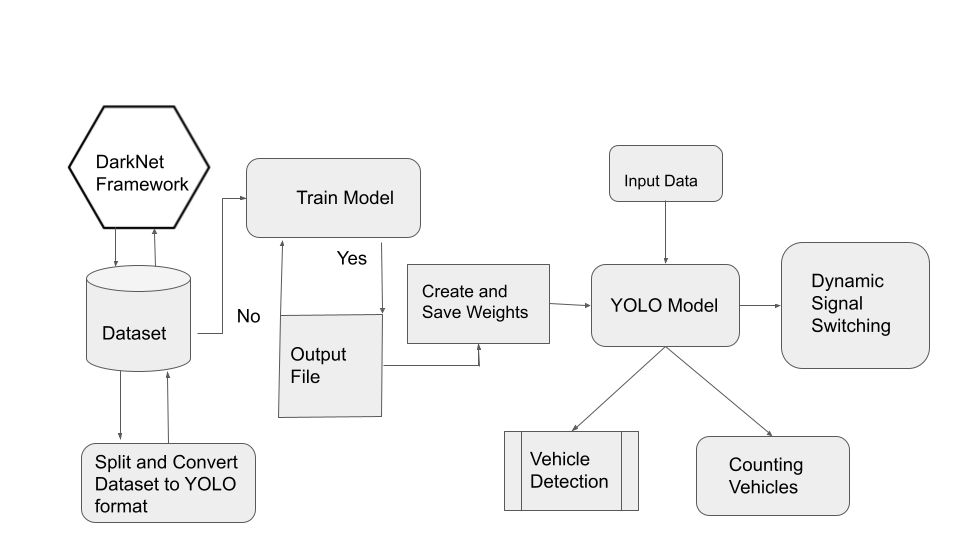 DarkNet
Framework
Train Model
Input Data
Yes
No
Dataset
Output
File
Create and
Save Weights
YOLO Model
Dynamic
Signal
Switching
Split and Convert
Dataset to YOLO
format
Vehicle
Detection
Counting
Vehicles